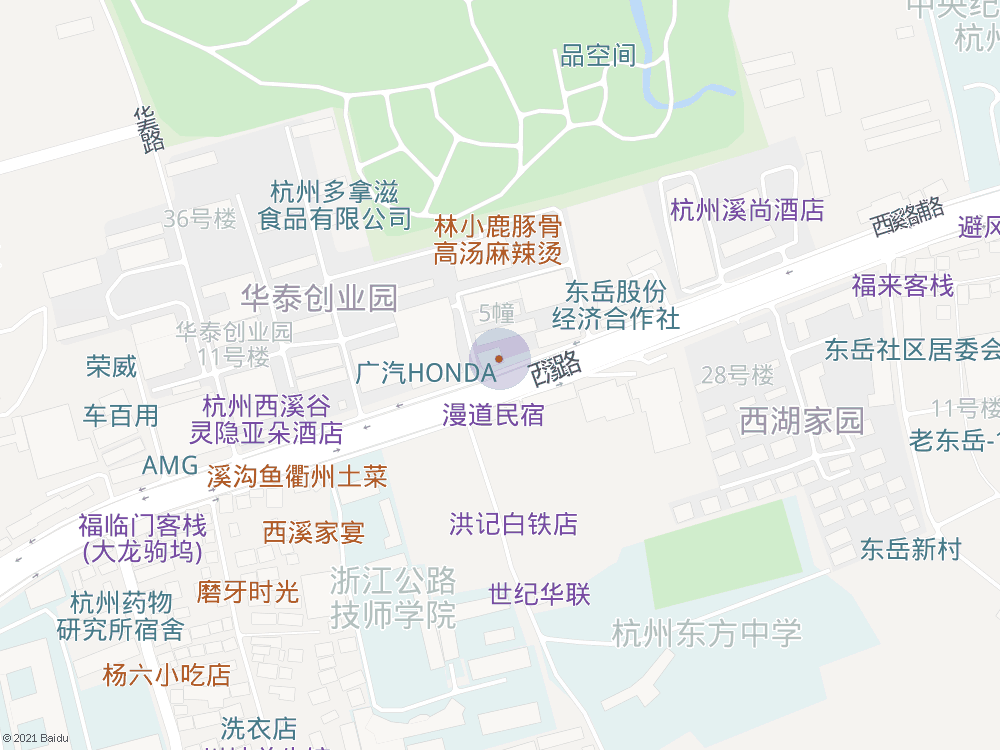 中央纪
杭州
品空间
华泰路
杭州多拿滋
食品有限公司
36号楼
林小鹿豚骨
高汤麻辣烫
杭州溪尚酒店
西溪路辅路
避风
福来客栈
华泰创业园
5幢
东岳股份
经济合作社
华泰创业园
11号楼
荣威
广汽HONDA
西溪路
28号楼
东岳社区居委会
车百用
杭州西溪谷
灵隐亚朵酒店
漫道民宿
西湖家园
11号楼
老东岳-1
AMG
溪沟鱼衢州土菜
福临门客栈
(大龙驹坞)
西溪家宴
洪记白铁店
东岳新村
磨牙时光
浙江公路
技师学院
世纪华联
杭州药物
研究所宿舍
杭州东方中学
杨六小吃店
洗衣店
© 2021 Baidu